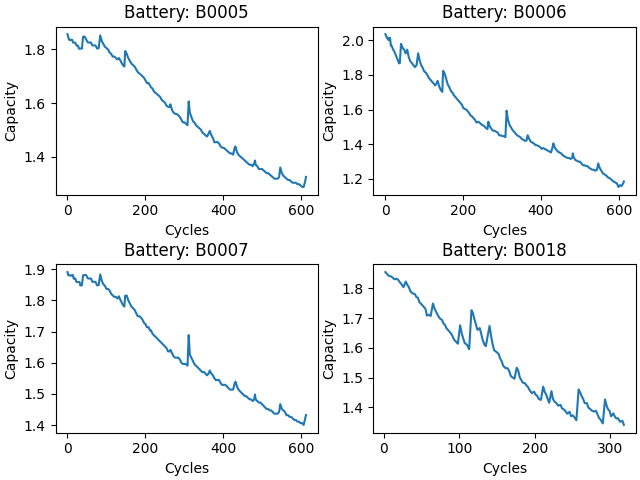 Battery: B0005
Capacity
1.8
1.6
1.4
0
200
400
600
Cycles
Battery: B0006
Capacity
2.0
1.8
1.6
1.4
1.2
0
200
400
600
Cycles
Battery: B0007
Capacity
1.9
1.8
1.7
1.6
1.5
1.4
0
200
400
600
Cycles
Battery: B0018
Capacity
1.8
1.7
1.6
1.5
1.4
0
100
200
300
Cycles